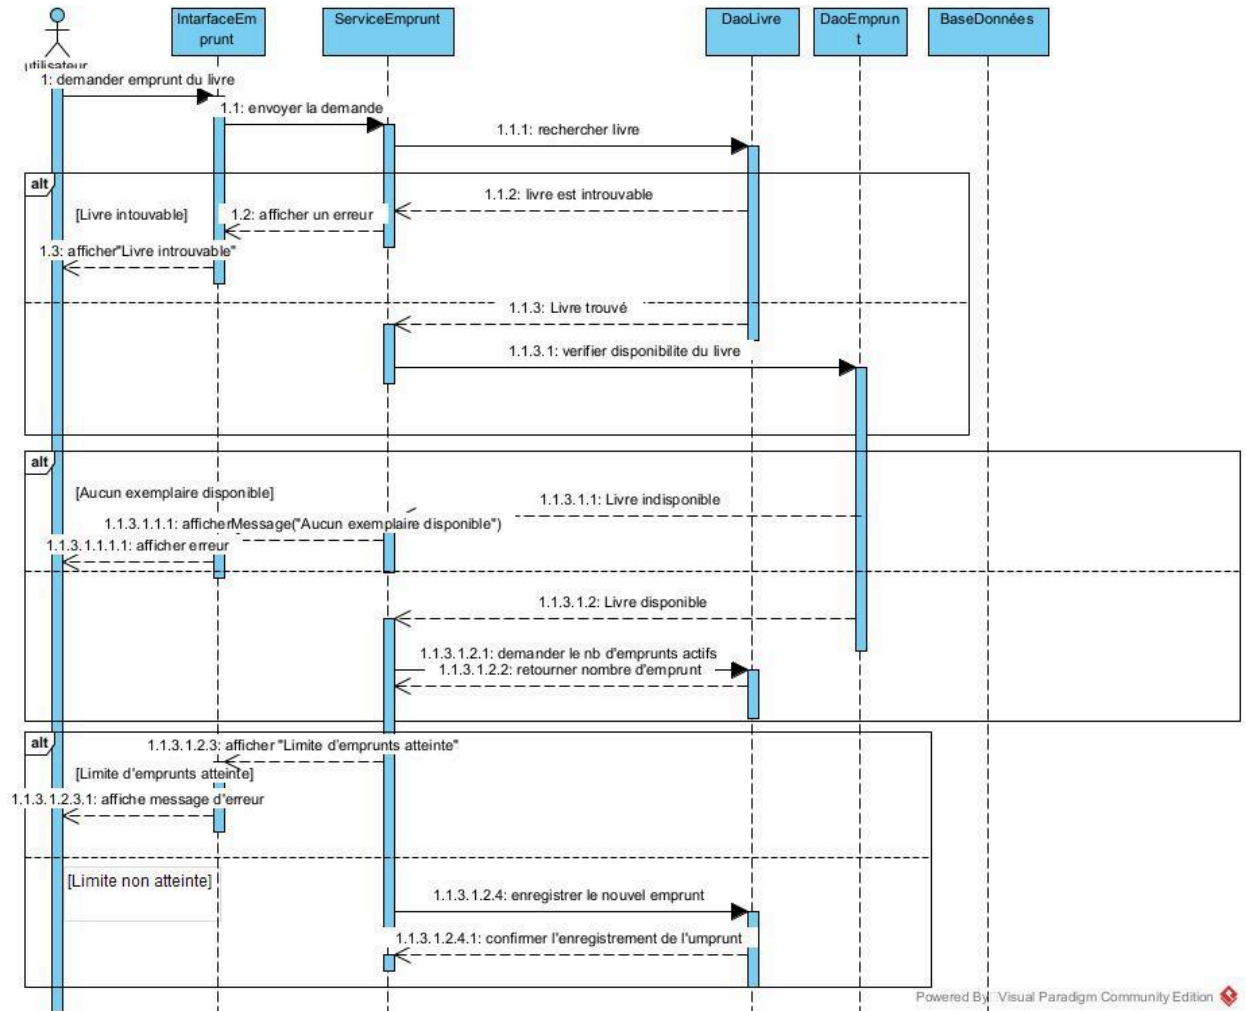 IntarfaceEm
prunt
ServiceEmprunt
DaoLivre
DaoEmprun
t
BaseDonnées
utilisateur
1: demander emprunt du livre
1.1: envoyer la demande
1.1.1: rechercher livre
alt
1.1.2: livre est introuvable
[Livre intouvable]
1.2: afficher un erreur
1.3: afficher"Livre introuvable"
1.1.3: Livre trouvé
1.1.3.1: verifier disponibilite du livre
alt
[Aucun exemplaire disponible]
1.1.3.1.1: Livre indisponible
1.1.3.1.1.1: afficherMessage("Aucun exemplaire disponible")
1.1.3.1.1.1.1: afficher erreur
1.1.3.1.2: Livre disponible
1.1.3.1.2.1: demander le nb d'emprunts actifs
1.1.3.1.2.2: retourner nombre d'emprunt
alt
1.1.3.1.2.3: afficher "Limite d'emprunts atteinte"
[Limite d'emprunts atteinte]
1.1.3.1.2.3.1: affiche message d'erreur
[Limite non atteinte]
1.1.3.1.2.4: enregistrer le nouvel emprunt
1.1.3.1.2.4.1: confirmer l'enregistrement de l'umprunt
Powered By Visual Paradigm Community Edition